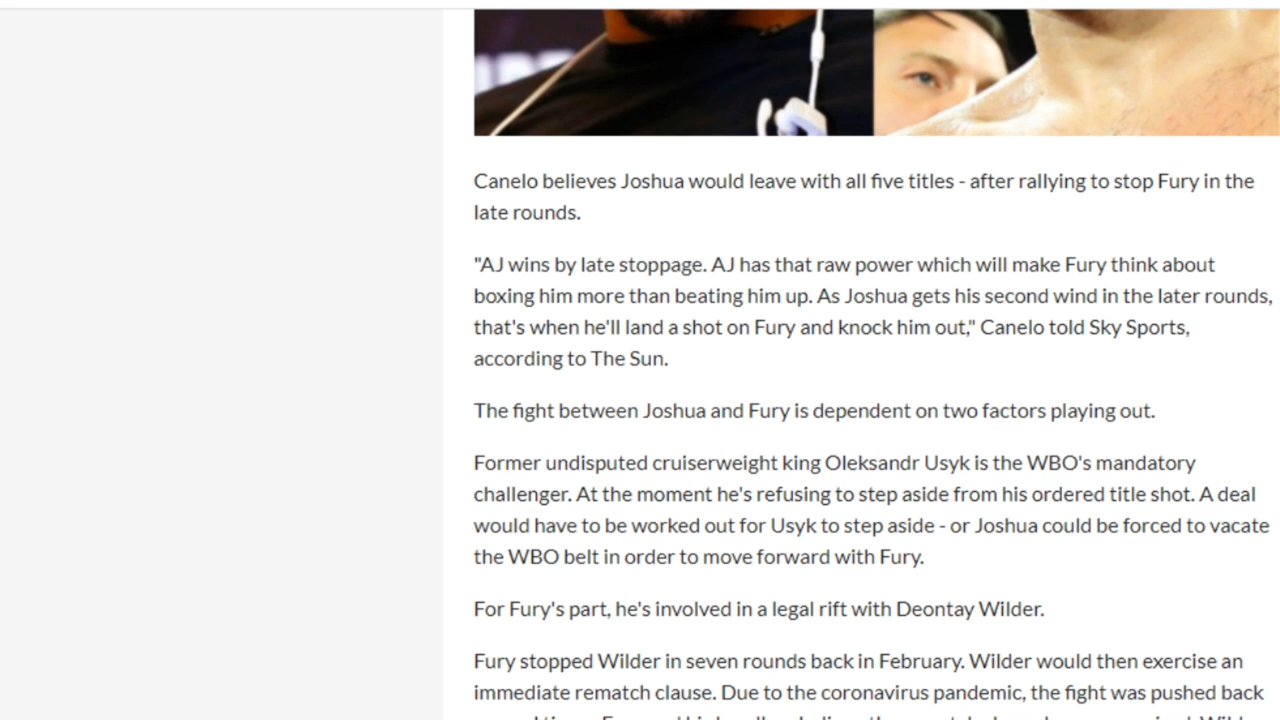 Canelo believes Joshua would leave with all five titles - after rallying to stop Fury in the
late rounds.
"AJ wins by late stoppage. AJ has that raw power which will make Fury think about
boxing him more than beating him up. As Joshua gets his second wind in the later rounds,
that's when he'll land a shot on Fury and knock him out," Canelo told Sky Sports,
according to The Sun.
The fight between Joshua and Fury is dependent on two factors playing out.
Former undisputed cruiserweight king Oleksandr Usyk is the WBO's mandatory
challenger. At the moment he's refusing to step aside from his ordered title shot. A deal
would have to be worked out for Usyk to step aside - or Joshua could be forced to vacate
the WBO belt in order to move forward with Fury.
For Fury's part, he's involved in a legal rift with Deontay Wilder.
Fury stopped Wilder in seven rounds back in February. Wilder would then exercise an
immediate rematch clause. Due to the coronavirus pandemic, the fight was pushed back